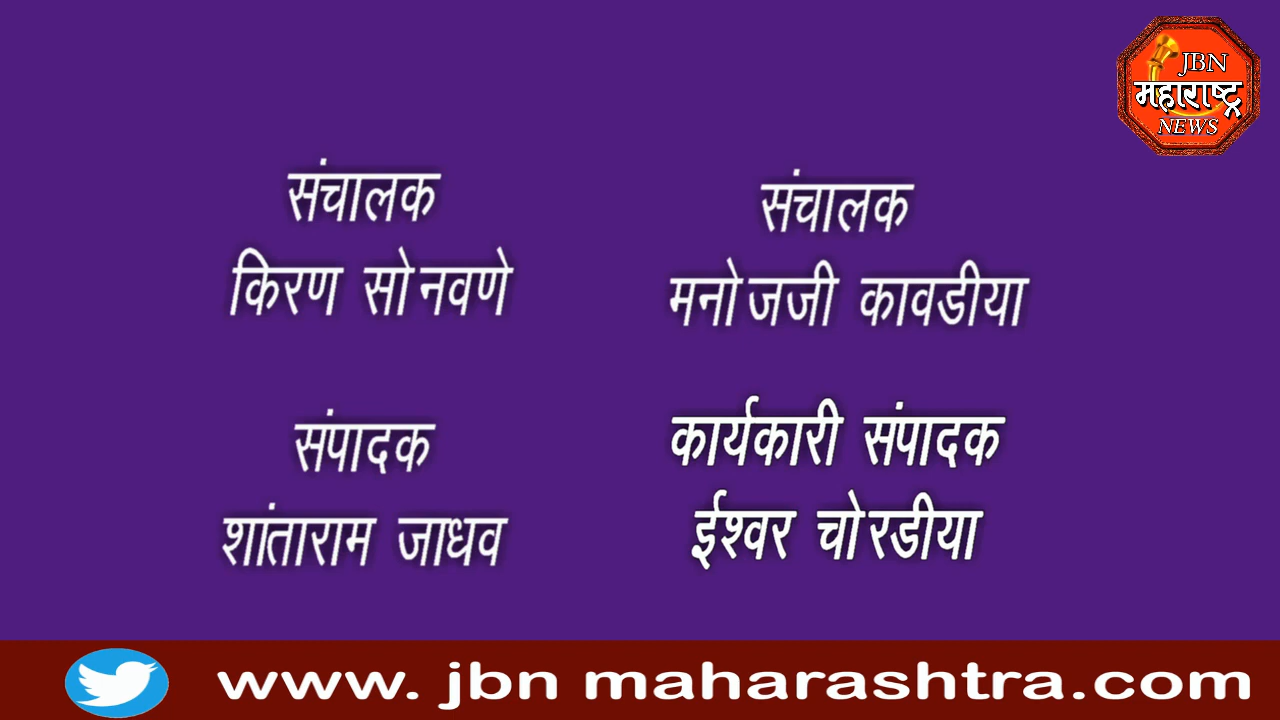 JBN
महाराष्ट्र
NEWS
संचालक
किरण सोनवणे
संचालक
मनोजजी कावडीया
संपादक
शांताराम जाधव
कार्यकारी संपादक
ईश्वर चोरडीया
www. jbn maharashtra.com